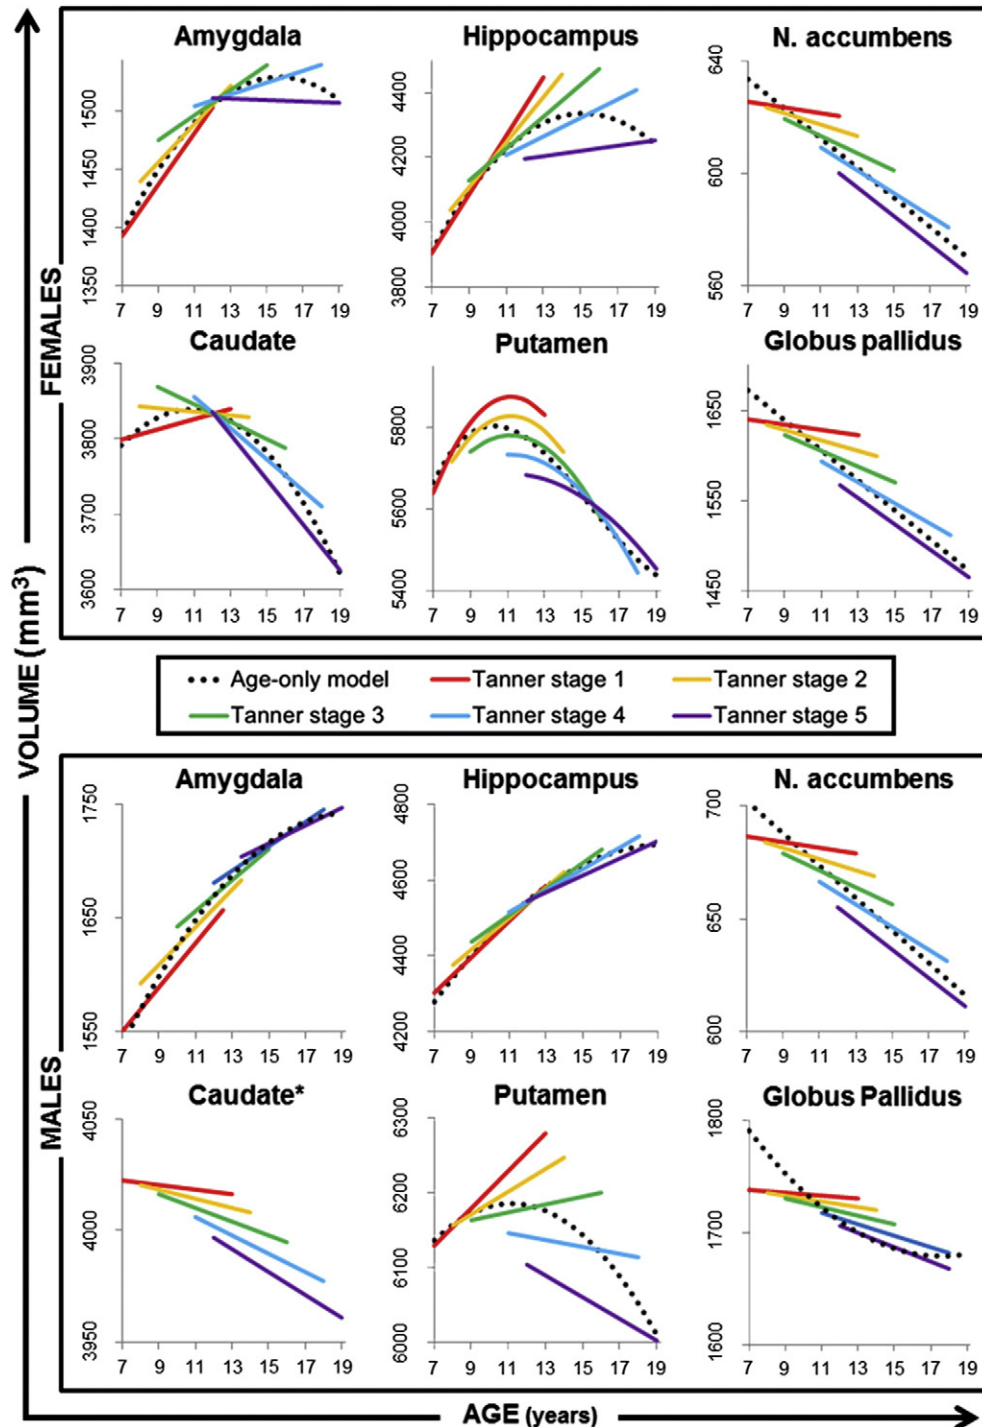 Amygdala Hippocampus N. accumbens
1500
1450
1400
1350
7 9 11 13 15 17 19
4400
4200
4000
3800
7 9 11 13 15 17 19
640
600
560
7 9 11 13 15 17 19
Caudate Putamen Globus pallidus
3900
3800
3700
3600
7 9 11 13 15 17 19
5800
5600
5400
7 9 11 13 15 17 19
1650
1550
1450
7 9 11 13 15 17 19
FEMALES
VOLUME (mm³)
Age-only model Tanner stage 1 Tanner stage 2
Tanner stage 3 Tanner stage 4 Tanner stage 5
Amygdala Hippocampus N. accumbens
1750
1650
1550
7 9 11 13 15 17 19
4800
4600
4400
4200
7 9 11 13 15 17 19
700
650
600
7 9 11 13 15 17 19
Caudate* Putamen Globus Pallidus
4050
4000
3950
7 9 11 13 15 17 19
6300
6200
6100
6000
7 9 11 13 15 17 19
1800
1700
1600
7 9 11 13 15 17 19
MALES
AGE (years)